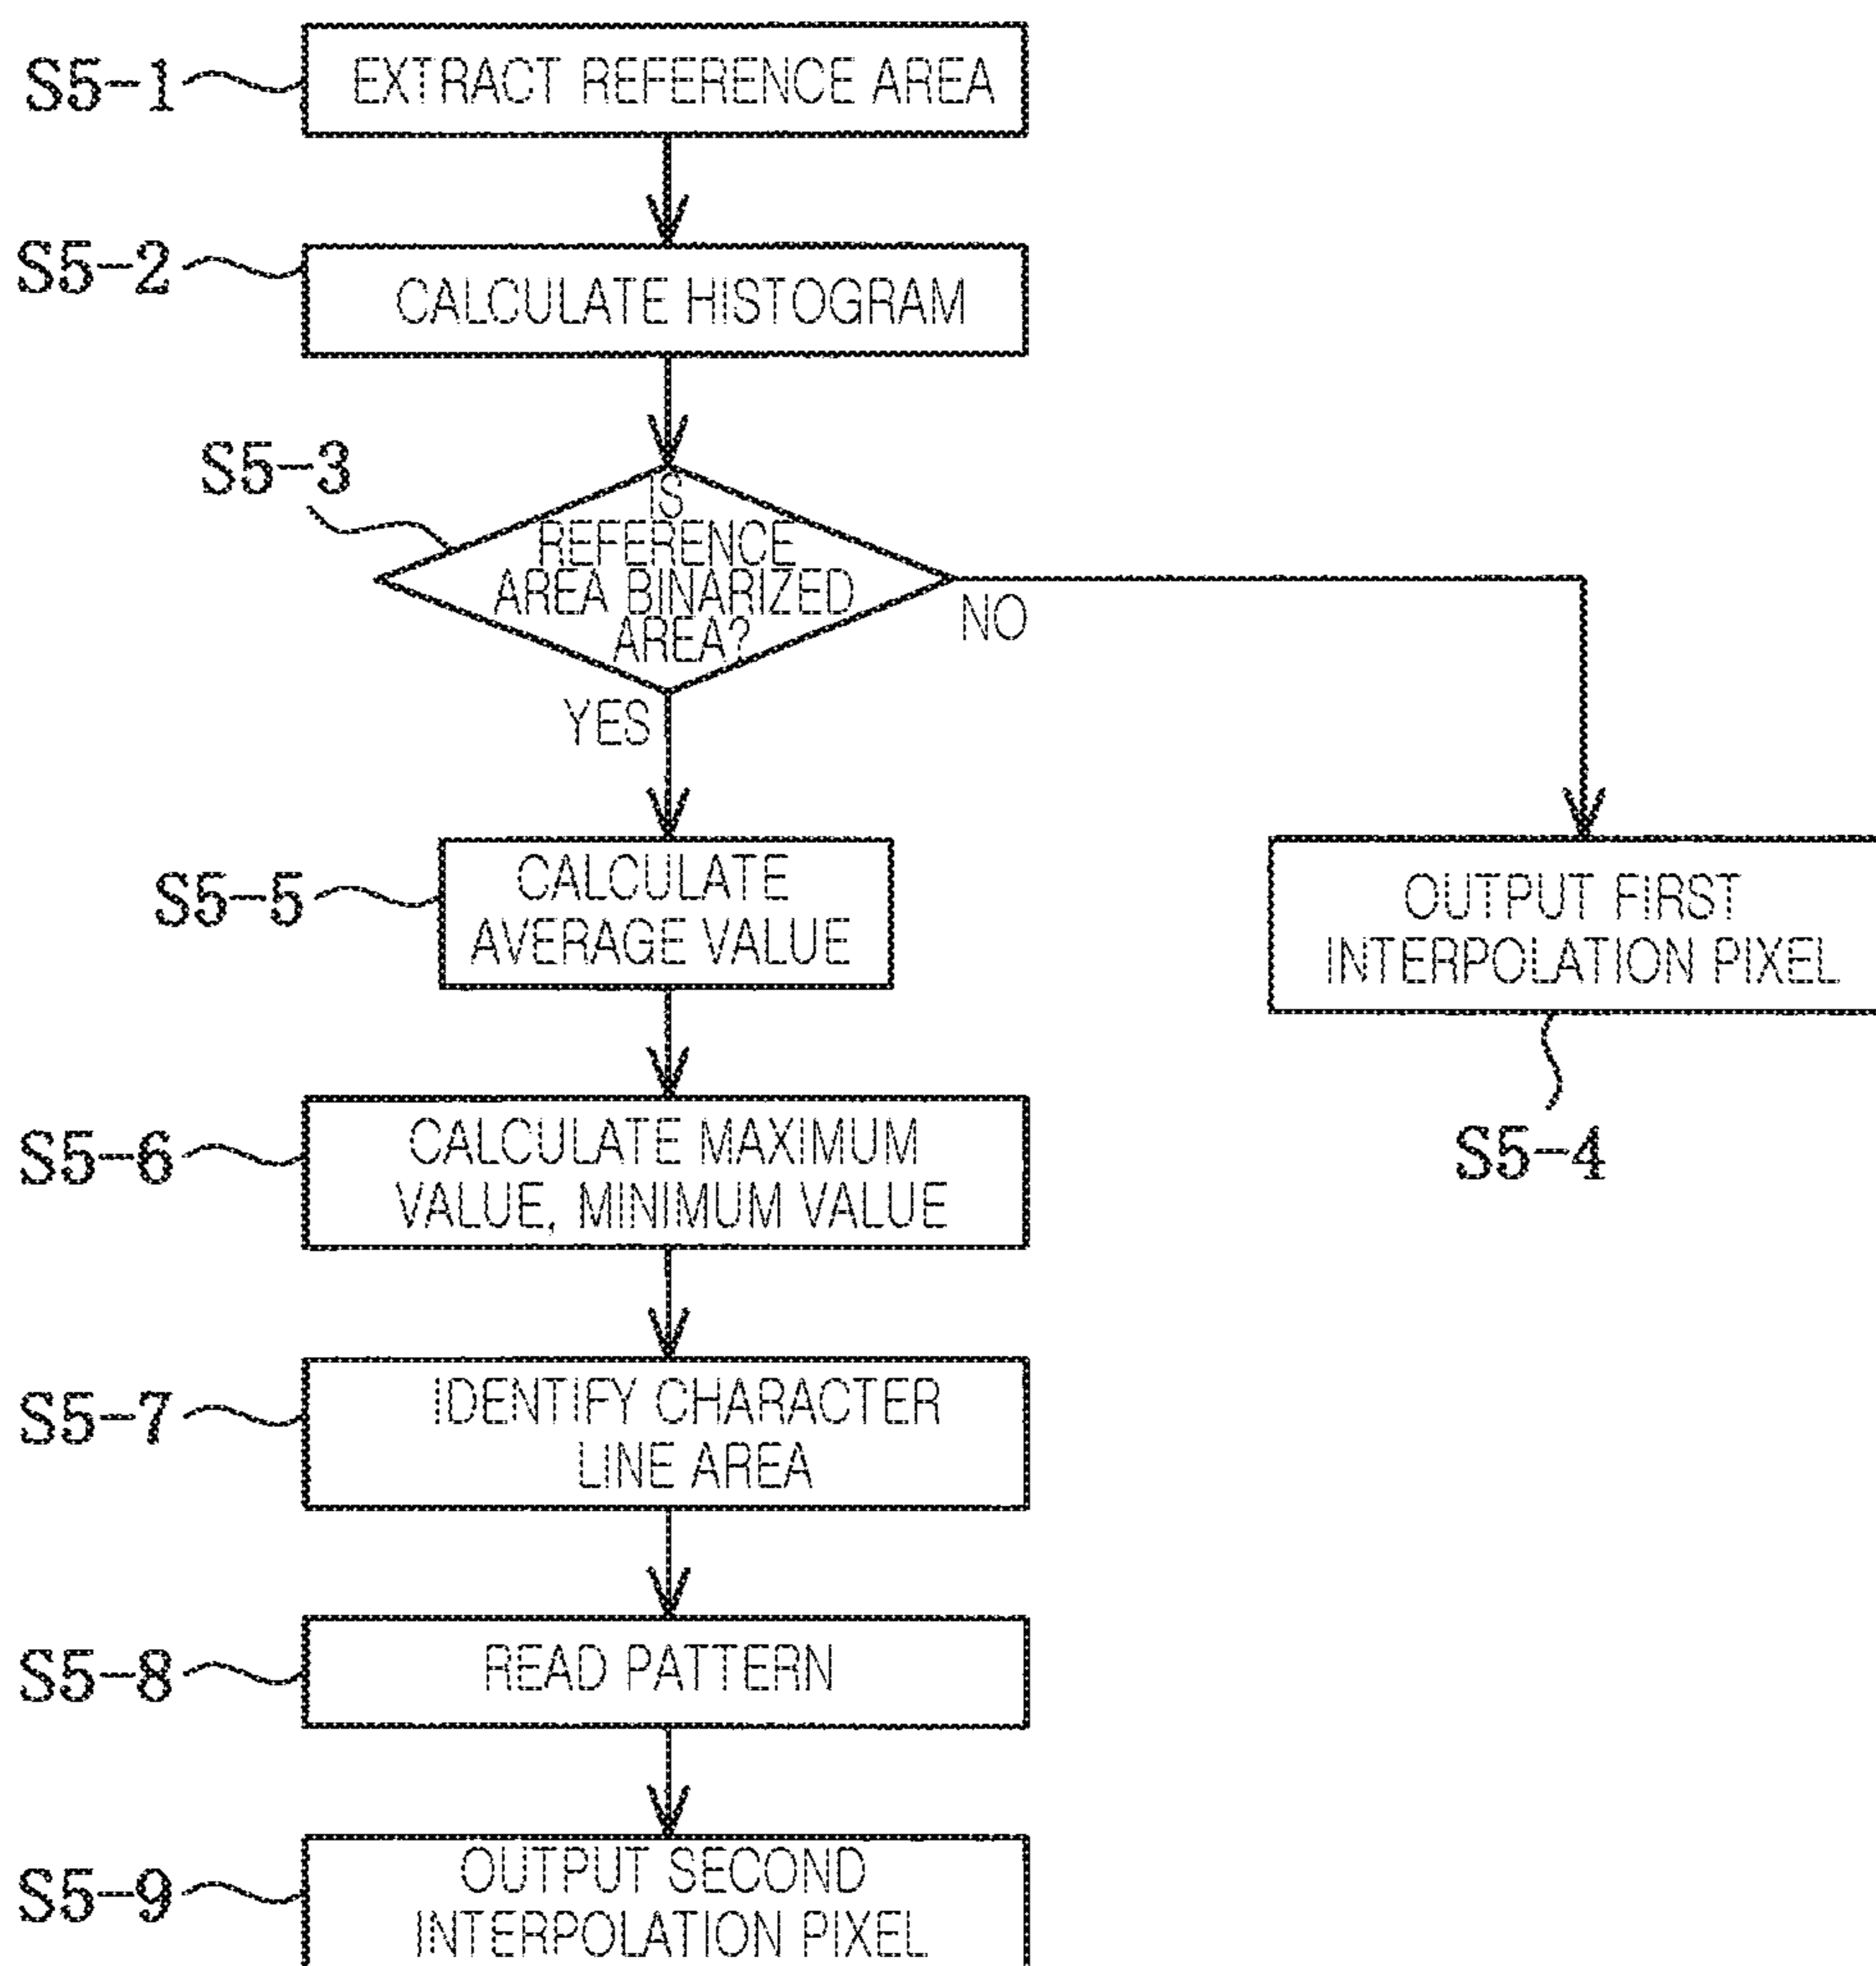 S5-1
EXTRACT REFERENCE AREA
S5-2
CALCULATE HISTOGRAM
S5-3
IS
REFERENCE
AREA BINARIZED
AREA?
NO
YES
S5-5
CALCULATE
AVERAGE VALUE
OUTPUT FIRST
INTERPOLATION PIXEL
S5-4
S5-6
CALCULATE MAXIMUM
VALUE, MINIMUM VALUE
S5-7
IDENTIFY CHARACTER
LINE AREA
S5-8
READ PATTERN
S5-9
OUTPUT SECOND
INTERPOLATION PIXEL